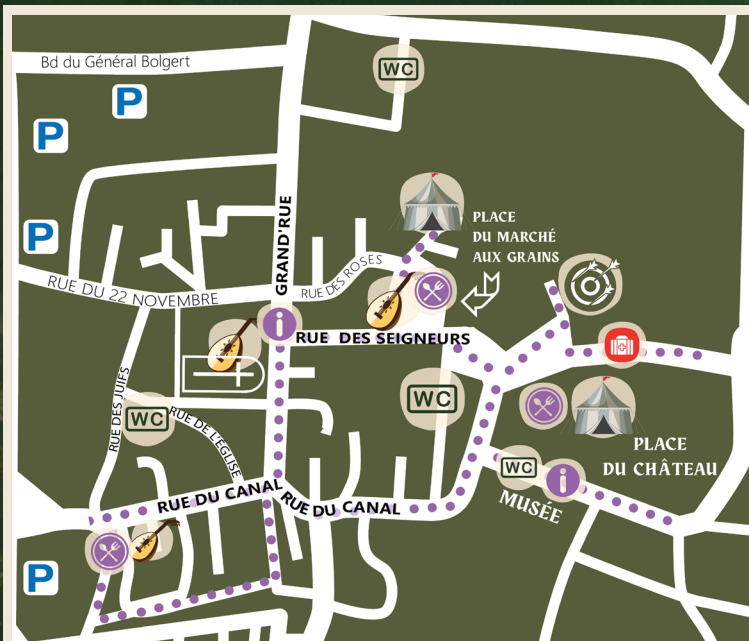 Bd du Général Bolgert
WC
P
P
GRAND'RUE
PLACE
DU MARCHÉ
AUX GRAINS
P
RUE DES ROSES
RUE DU 22 NOVEMBRE
i
RUE DES SEIGNEURS
RUE DES JUIFS
WC
WC
RUE DE L'ÉGLISE
PLACE
DU CHÂTEAU
WC
i
MUSÉE
RUE DU CANAL
RUE DU CANAL
P